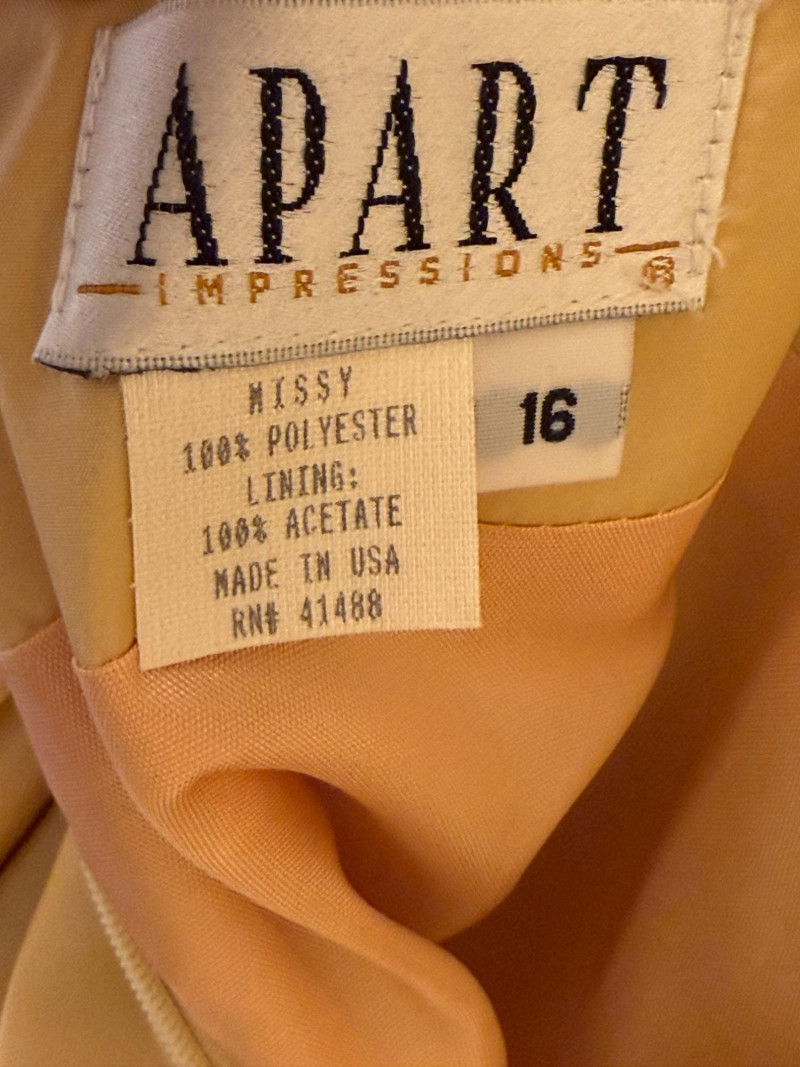 APART
IMPRESSIONS ®
MISSY
100% POLYESTER
LINING:
100% ACETATE
MADE IN USA
RN# 41488
16